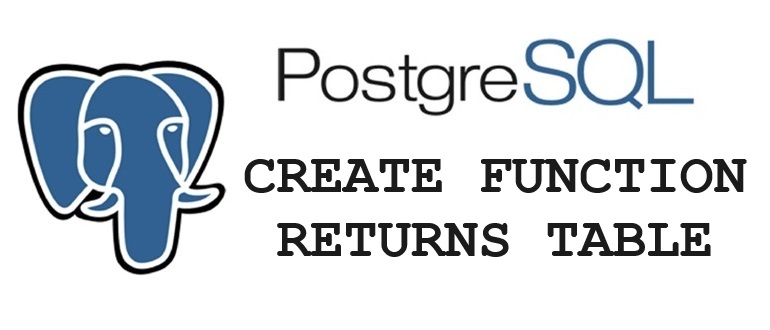 PostgreSQL
CREATE FUNCTION
RETURNS TABLE